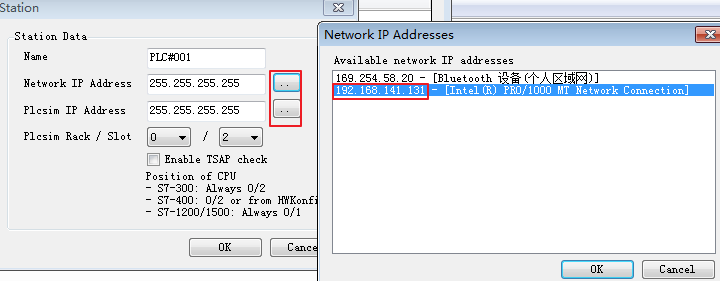 Station
Station Data
Name PLC#001
Network IP Address 255.255.255.255 ..
Plcsim IP Address 255.255.255.255 ..
Plcsim Rack / Slot 0 / 2
Enable TSAP check
Position of CPU
- S7-300: Always 0/2
- S7-400: 0/2 or from HWKonfi
- S7-1200/1500: Always 0/1
OK Cance
Network IP Addresses
Available network IP addresses
169.254.58.20 - [Bluetooth 设备(个人区域网)]
192.168.141.131 - [Intel(R) PRO/1000 MT Network Connection]
OK Cancel